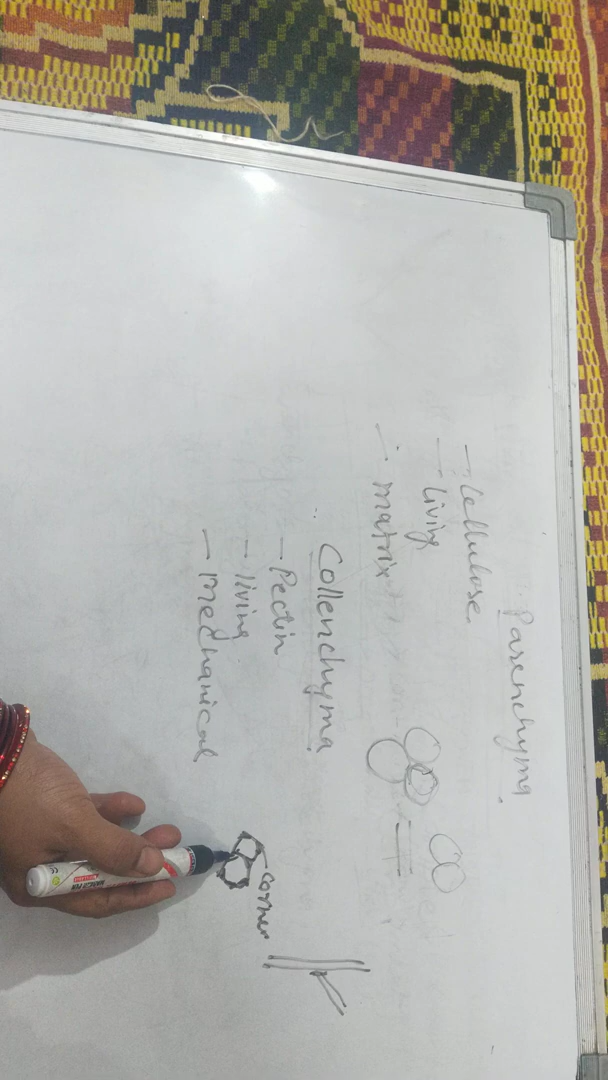 Parenchyma.
— Cellulose.
— living
— matrix
Collenchyma
— Pectin
— living
— mechanical
corner